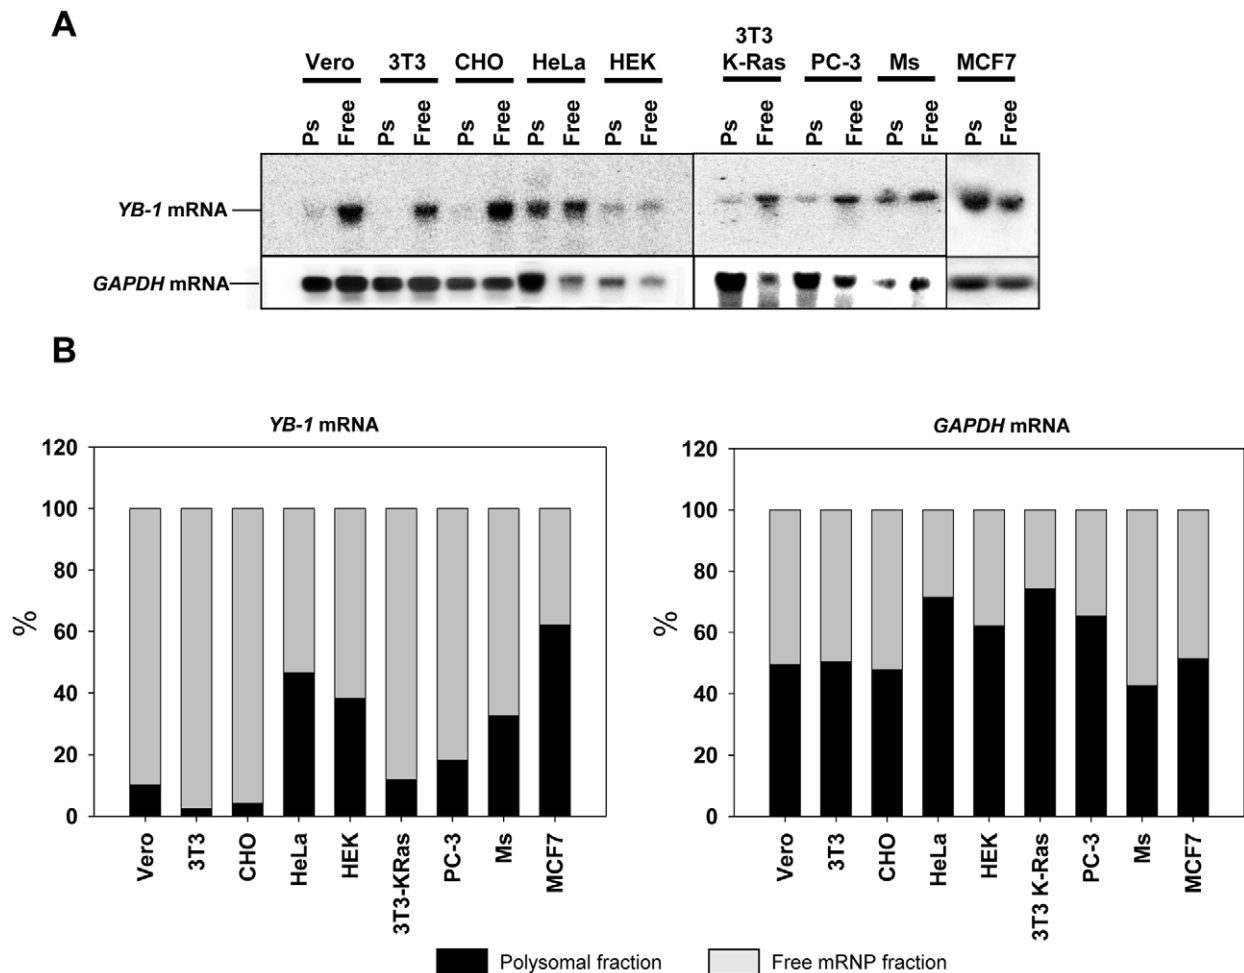 A
Vero 3T3 CHO HeLa HEK 3T3 K-Ras PC-3 Ms MCF7
Ps Free Ps Free Ps Free Ps Free Ps Free Ps Free Ps Free Ps Free Ps Free
YB-1 mRNA
GAPDH mRNA
B
YB-1 mRNA
120
100
80
60
40
20
0
%
Vero 3T3 CHO HeLa HEK 3T3-KRas PC-3 Ms MCF7
GAPDH mRNA
120
100
80
60
40
20
0
%
Vero 3T3 CHO HeLa HEK 3T3 K-Ras PC-3 Ms MCF7
Polysomal fraction Free mRNP fraction